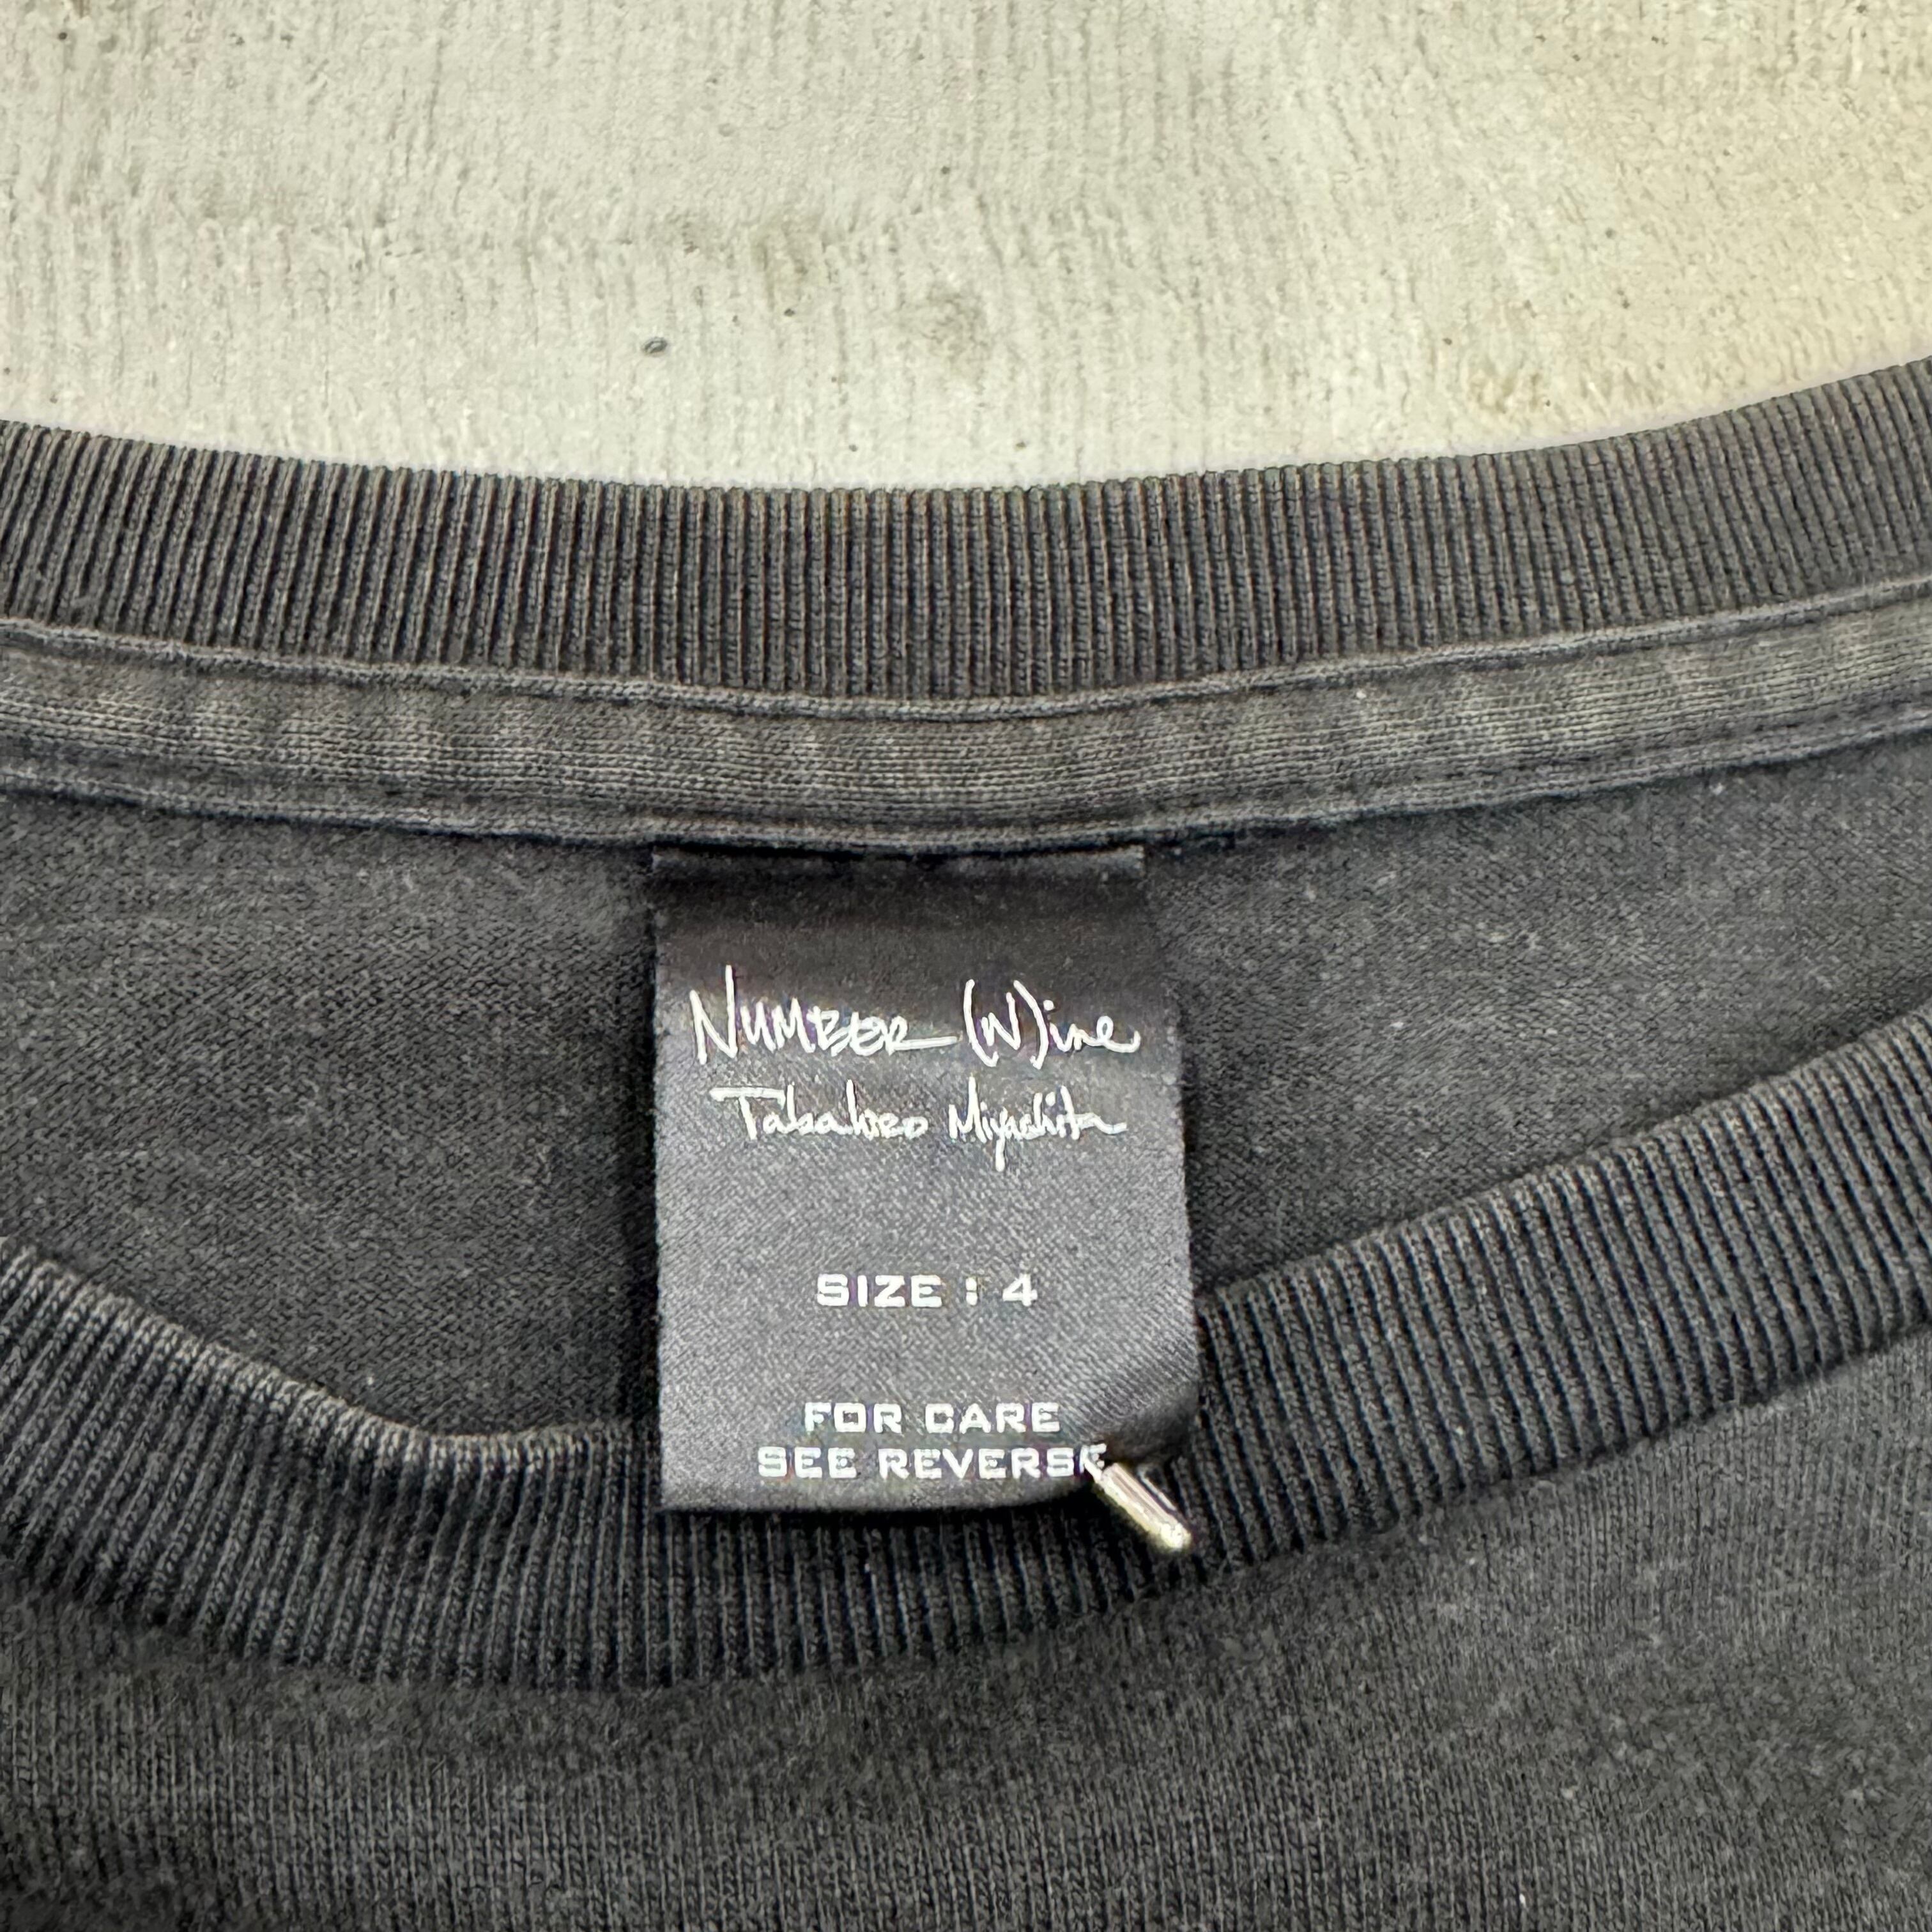 NUMBER (N)ine
Takahiro Miyashita
SIZE : 4
FOR CARE
SEE REVERSE